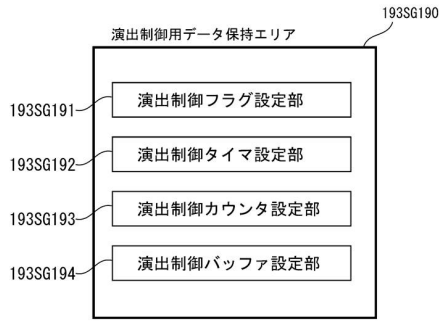 193SG190
演出制御用データ保持エリア
193SG191
演出制御フラグ設定部
193SG192
演出制御タイマ設定部
193SG193
演出制御カウンタ設定部
193SG194
演出制御バッファ設定部